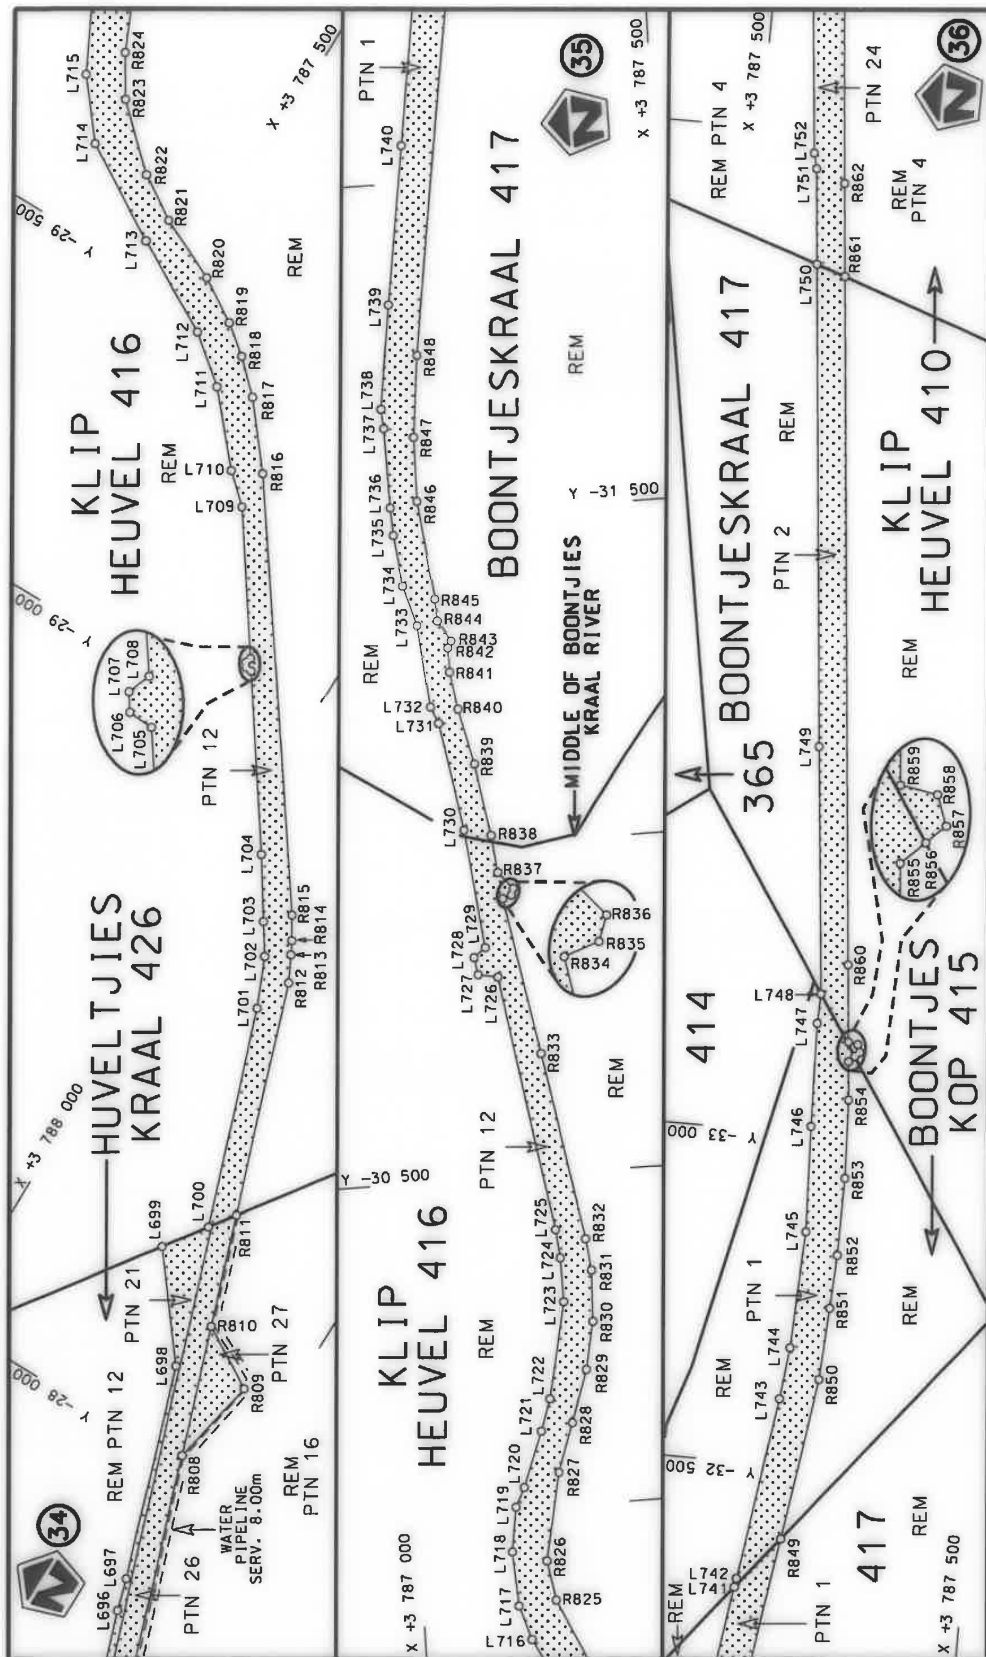 34
L696
L697
PTN 26
WATER
PIPELINE
SERV. 8.00m
REM PTN 12
R808
REM
PTN 16
Y -28 000
L698
R809
R810
PTN 27
PTN 21
L699
L700
R811
X +3 788 000
HUVELTJIES
KRAAL 426
L701
L702
L703
L704
R812
R813
R814
R815
PTN 12
L705
L706
L707
L708
Y -29 000
KLIP
HEUVEL 416
REM
L709
L710
L711
L712
L713
L714
L715
R816
R817
R818
R819
R820
R821
R822
R823
R824
REM
Y -29 500
X +3 787 500
35
X +3 787 000
L716
L717
L718
L719
L720
L721
L722
L723
L724
L725
R825
R826
R827
R828
R829
R830
R831
R832
KLIP
HEUVEL 416
REM
Y -30 500
PTN 12
REM
R833
L726
L727
L728
L729
L730
R834
R835
R836
R837
R838
MIDDLE OF BOONTJIES
KRAAL RIVER
REM
L731
L732
L733
L734
L735
L736
L737
L738
L739
L740
R839
R840
R841
R842
R843
R844
R845
R846
R847
R848
Y -31 500
BOONTJESKRAAL 417
REM
PTN 1
X +3 787 500
36
REM
L741
L742
PTN 1
417
REM
X +3 787 500
R849
Y -32 500
REM
L743
L744
L745
L746
L747
L748
PTN 1
R850
R851
R852
R853
R854
REM
Y -33 000
414
BOONTJES
KOP 415
R855
R856
R857
R858
R859
R860
365
BOONTJESKRAAL 417
L749
PTN 2
REM
REM
KLIP
HEUVEL 410
L750
L751
L752
R861
R862
REM PTN 4
REM
PTN 4
PTN 24
X +3 787 500
N
N
N